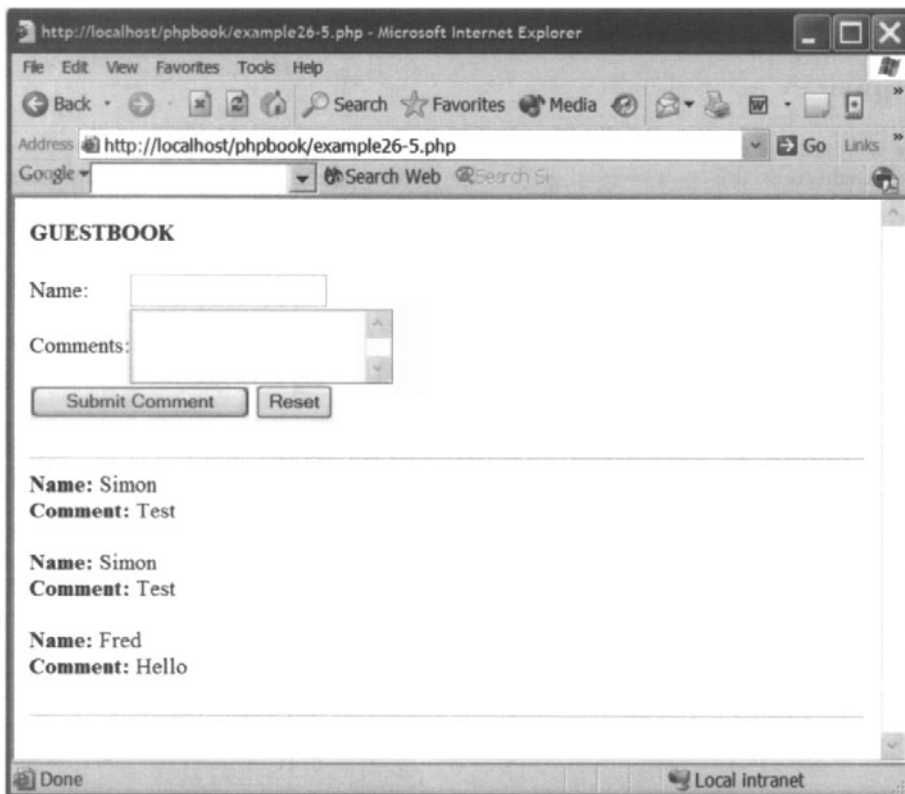 http://localhost/phpbook/example26-5.php - Microsoft Internet Explorer
File Edit View Favorites Tools Help
Back Search Favorites Media »
Address http://localhost/phpbook/example26-5.php Go Links »
Google Search Web Search Si
GUESTBOOK
Name:
Comments:
Submit Comment Reset
Name: Simon
Comment: Test
Name: Simon
Comment: Test
Name: Fred
Comment: Hello
Done Local intranet